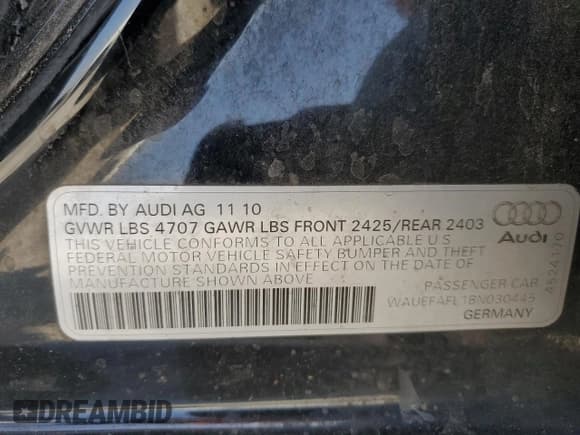 MFD. BY AUDI AG 11 10
GVWR LBS 4707 GAWR LBS FRONT 2425/REAR 2403
THIS VEHICLE CONFORMS TO ALL APPLICABLE U S
FEDERAL MOTOR VEHICLE SAFETY BUMPER AND THEFT
PREVENTION STANDARDS IN EFFECT ON THE DATE OF
MANUFACTURE SHOWN ABOVE
Audi
PASSENGER CAR
WAUEFAFL1BN030445
GERMANY
4524170
DREAMBID